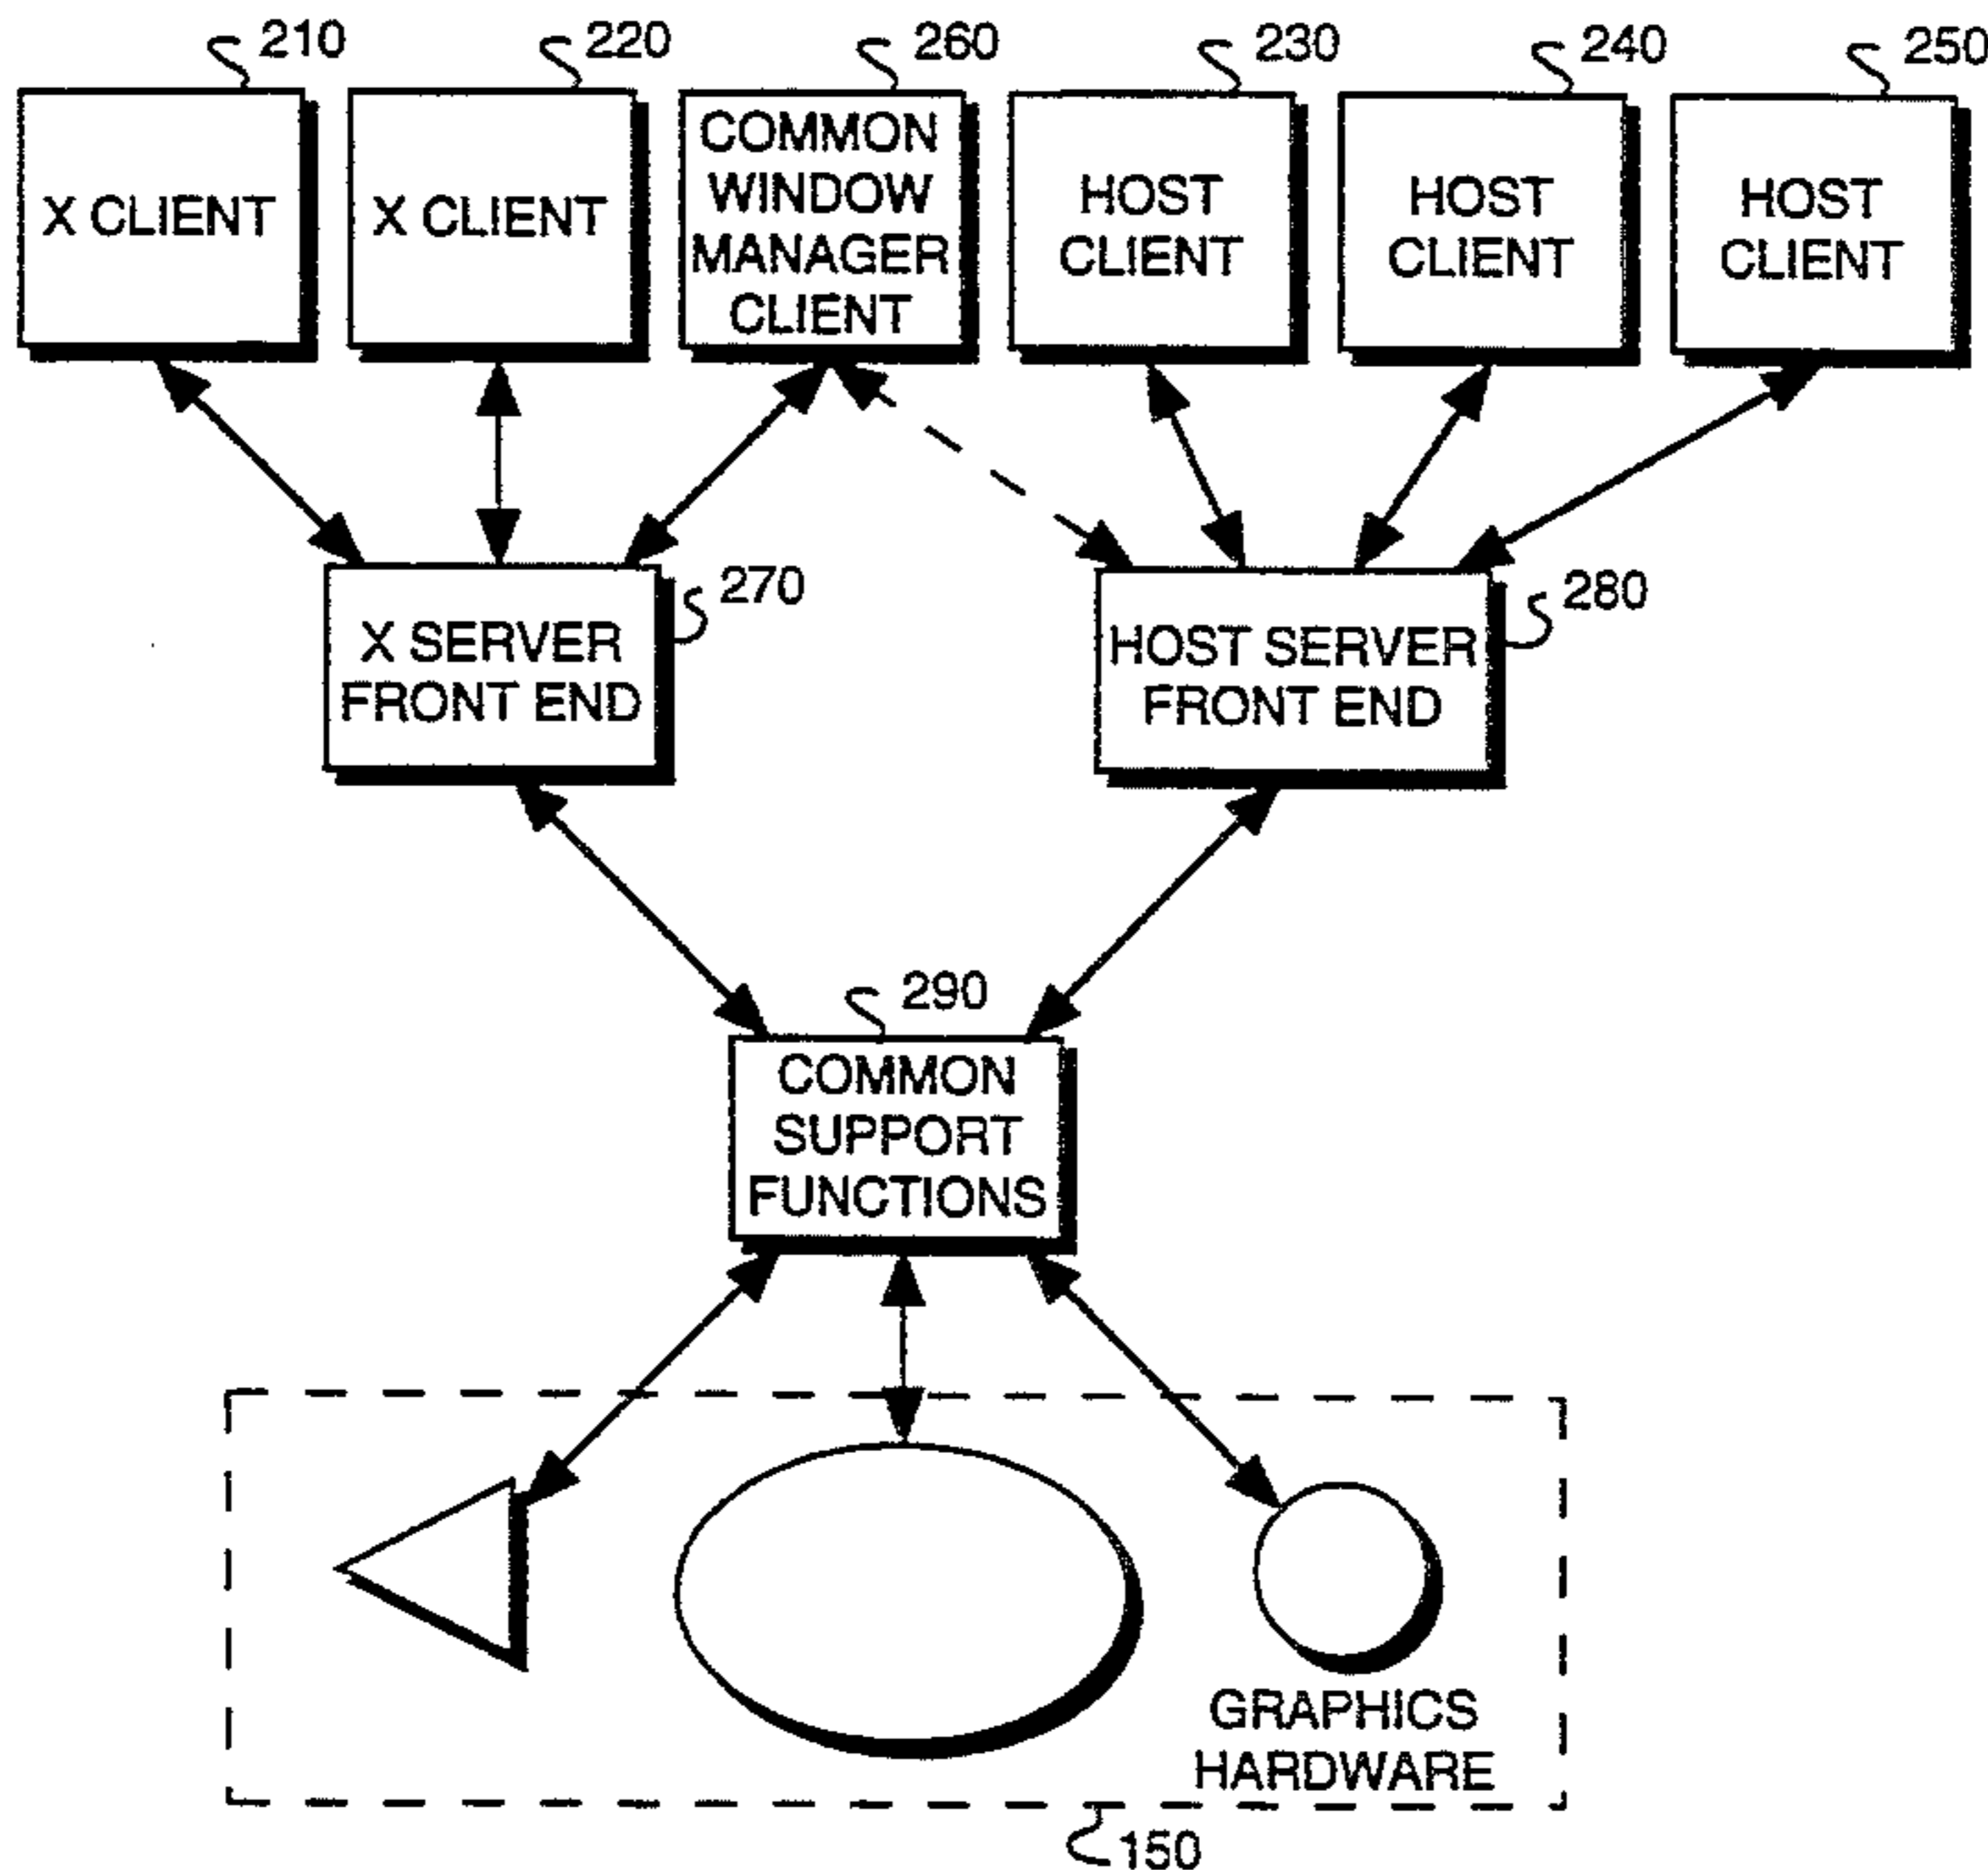 210
220
260
230
240
250
X CLIENT
X CLIENT
COMMON
WINDOW
MANAGER
CLIENT
HOST
CLIENT
HOST
CLIENT
HOST
CLIENT
270
280
X SERVER
FRONT END
HOST SERVER
FRONT END
290
COMMON
SUPPORT
FUNCTIONS
GRAPHICS
HARDWARE
150